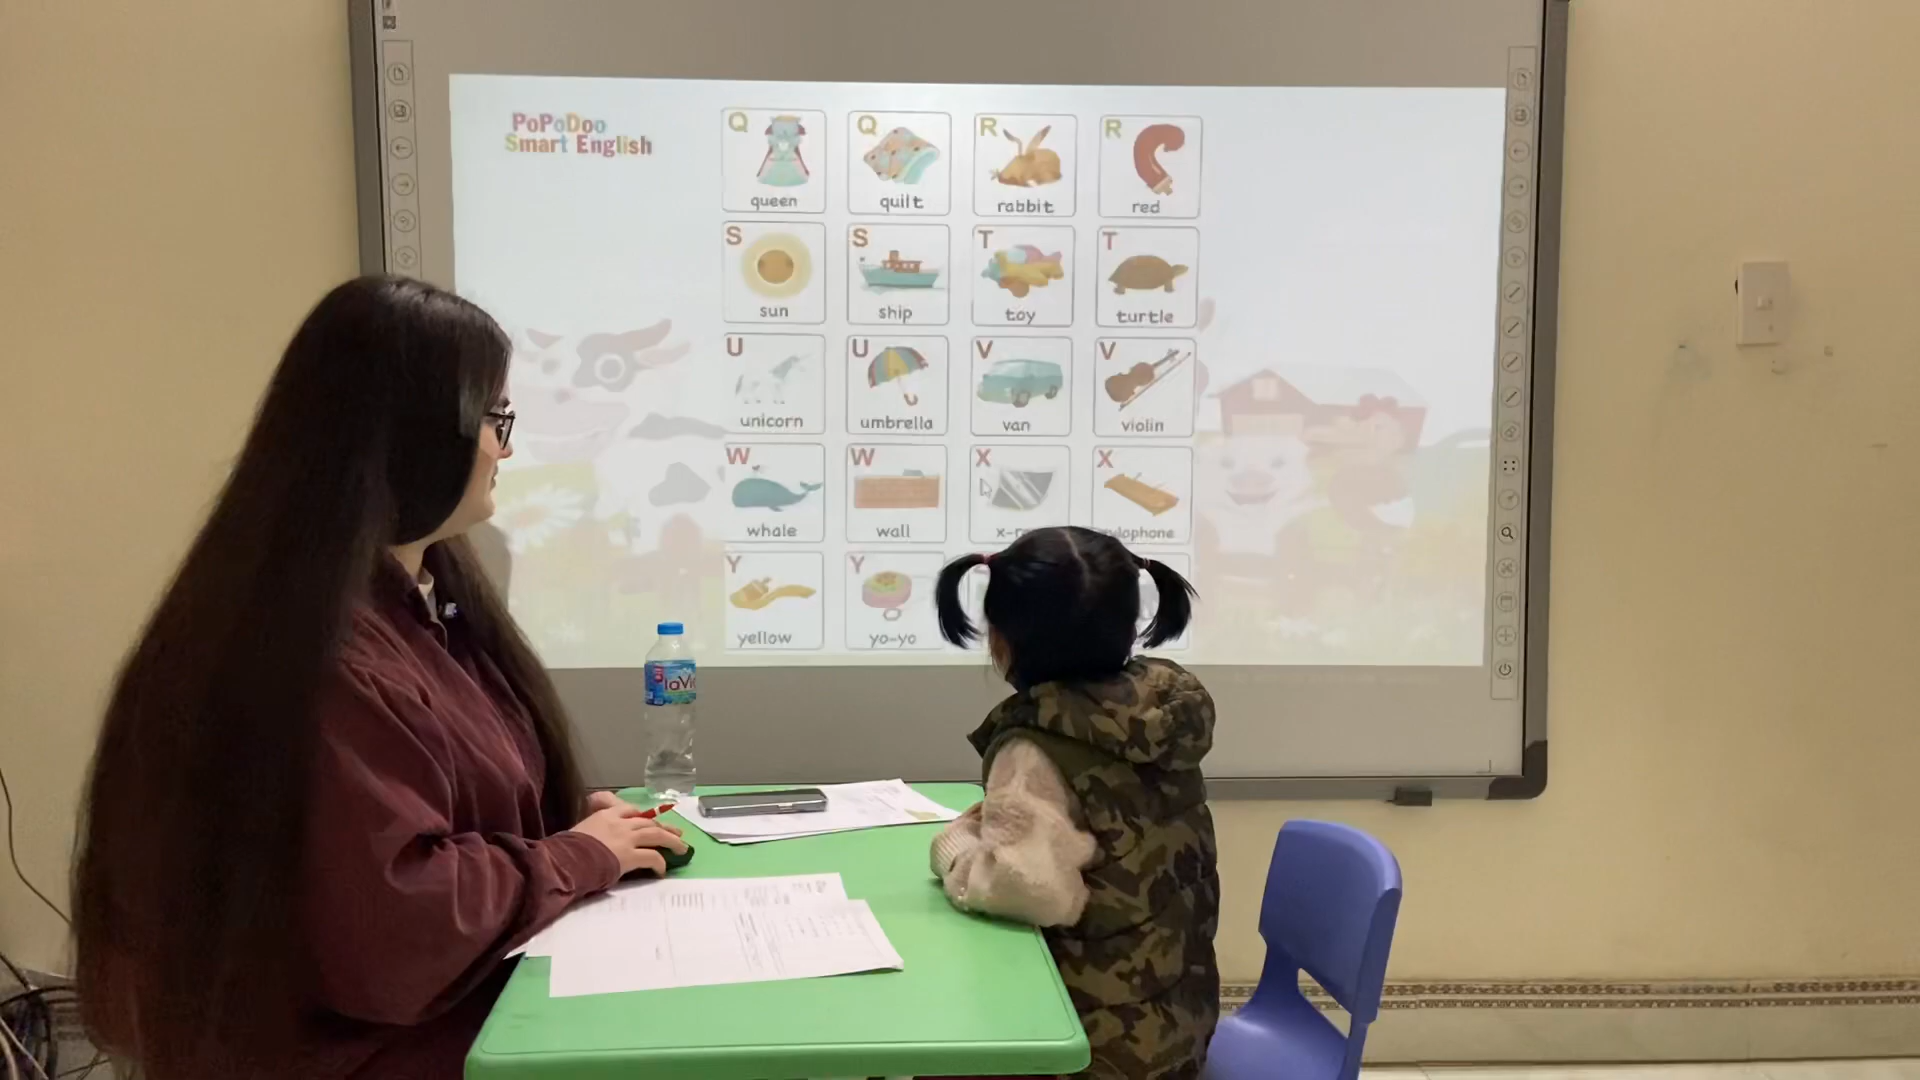 PoPoDoo
Smart English
Q
queen
Q
quilt
R
rabbit
R
red
S
sun
S
ship
T
toy
T
turtle
U
unicorn
U
umbrella
V
van
V
violin
W
whale
W
wall
X
X
Y
yellow
Y
yo-yo
laVi